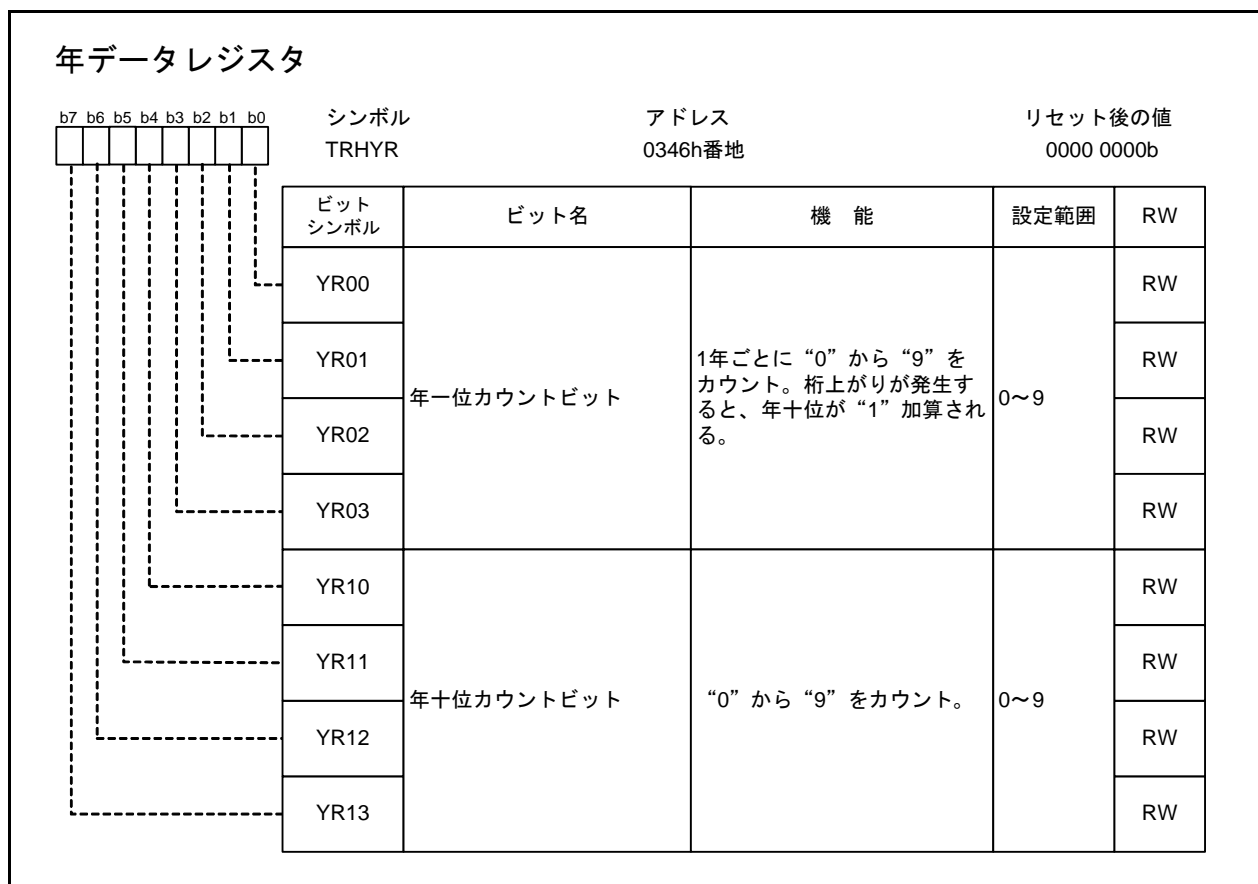 年データレジスタ
b7 b6 b5 b4 b3 b2 b1 b0
シンボル アドレス リセット後の値
TRHYR 0346h番地 0000 0000b
ビット
シンボル
ビット名 機 能 設定範囲 RW
YR00 RW
YR01 RW
年一位カウントビット
1年ごとに“0”から“9”を
カウント。桁上がりが発生す
ると、年十位が“1”加算され
る。
0~9
YR02 RW
YR03 RW
YR10 RW
YR11 RW
年十位カウントビット “0”から“9”をカウント。 0~9
YR12 RW
YR13 RW